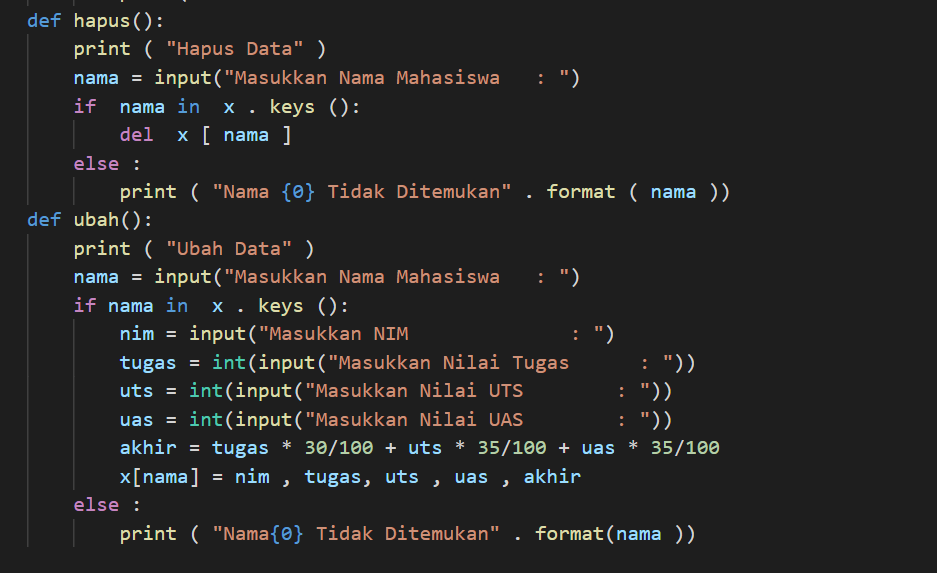 def hapus():
    print ( "Hapus Data" )
    nama = input("Masukkan Nama Mahasiswa   : ")
    if  nama in  x . keys ():
        del  x [ nama ]
    else :
        print ( "Nama {0} Tidak Ditemukan" . format ( nama ))
def ubah():
    print ( "Ubah Data" )
    nama = input("Masukkan Nama Mahasiswa   : ")
    if nama in  x . keys ():
        nim = input("Masukkan NIM              : ")
        tugas = int(input("Masukkan Nilai Tugas      : "))
        uts = int(input("Masukkan Nilai UTS        : "))
        uas = int(input("Masukkan Nilai UAS        : "))
        akhir = tugas * 30/100 + uts * 35/100 + uas * 35/100
        x[nama] = nim , tugas, uts , uas , akhir
    else :
        print ( "Nama{0} Tidak Ditemukan" . format(nama ))